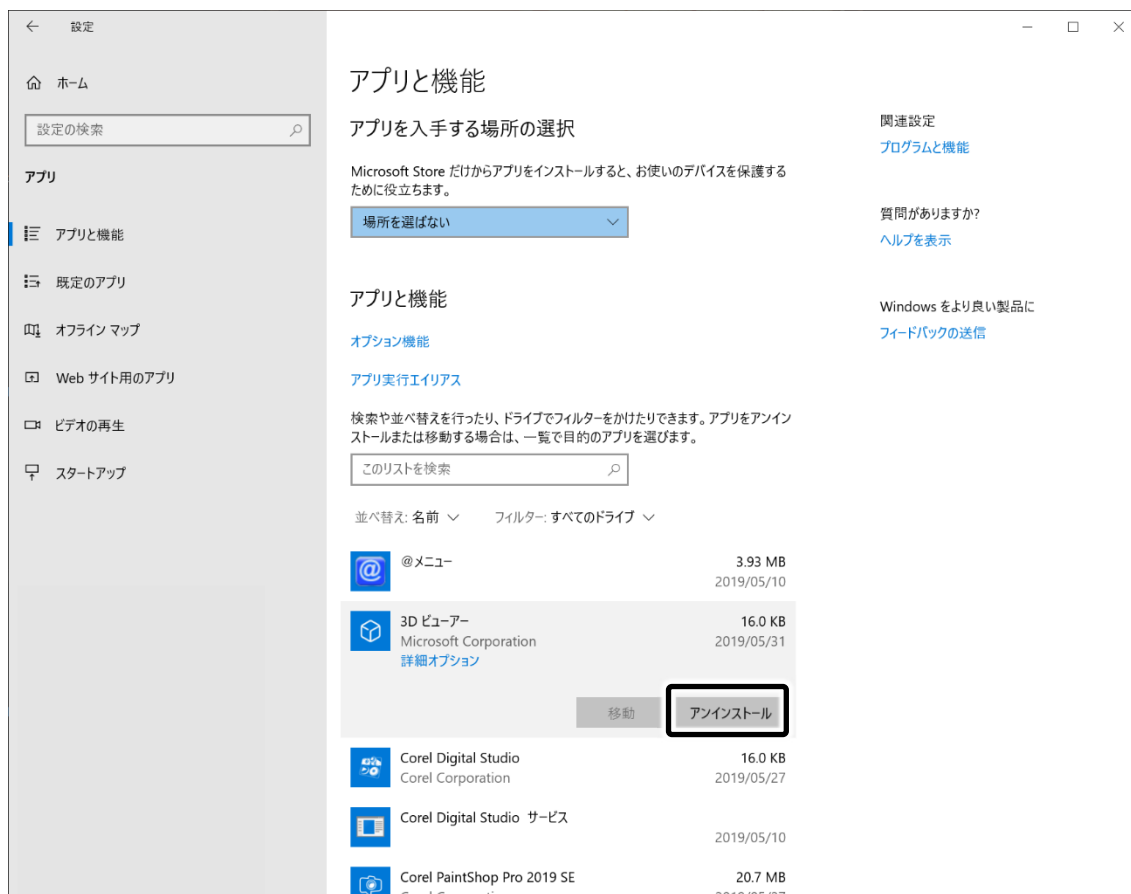 設定
ホーム
設定の検索
アプリ
アプリと機能
既定のアプリ
オフライン マップ
Web サイト用のアプリ
ビデオの再生
スタートアップ
アプリと機能
アプリを入手する場所の選択
Microsoft Store だけからアプリをインストールすると、お使いのデバイスを保護する
ために役立ちます。
場所を選ばない
アプリと機能
オプション機能
アプリ実行エイリアス
検索や並べ替えを行ったり、ドライブでフィルターをかけたりできます。アプリをアンイン
ストールまたは移動する場合は、一覧で目的のアプリを選びます。
このリストを検索
並べ替え: 名前 フィルター: すべてのドライブ
@メニュー 3.93 MB
2019/05/10
3D ビューアー 16.0 KB
Microsoft Corporation 2019/05/31
詳細オプション
移動 アンインストール
Corel Digital Studio 16.0 KB
Corel Corporation 2019/05/27
Corel Digital Studio サービス
2019/05/10
Corel PaintShop Pro 2019 SE 20.7 MB
関連設定
プログラムと機能
質問がありますか?
ヘルプを表示
Windows をより良い製品に
フィードバックの送信